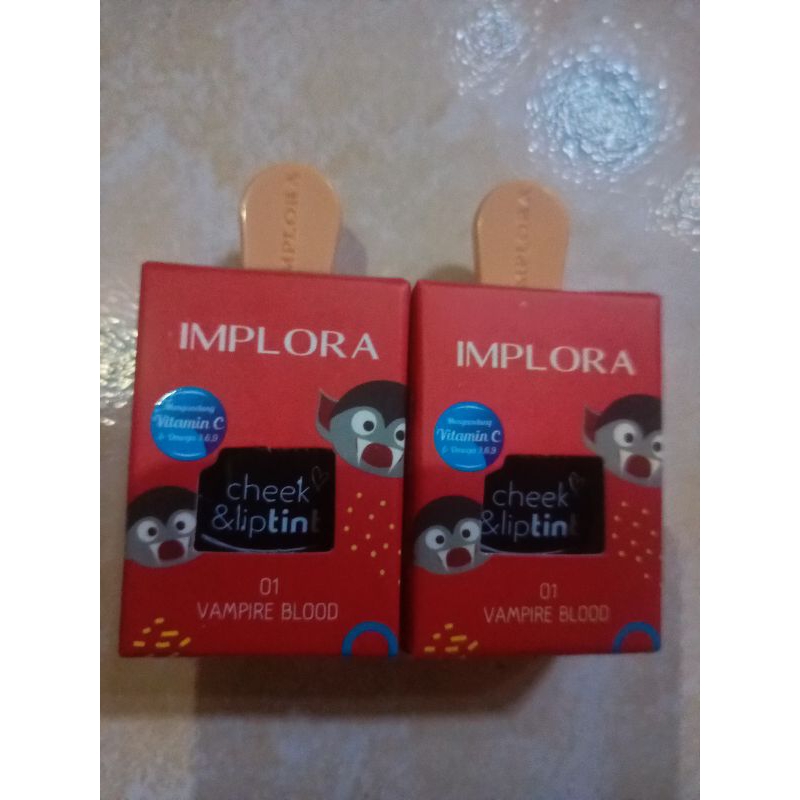 IMPLORA
IMPLORA
IMPLORA
Mengandung
Vitamin C
& Omega 3,6,9
cheek
&liptint
01
VAMPIRE BLOOD
IMPLORA
Mengandung
Vitamin C
& Omega 3,6,9
cheek
&liptint
01
VAMPIRE BLOOD